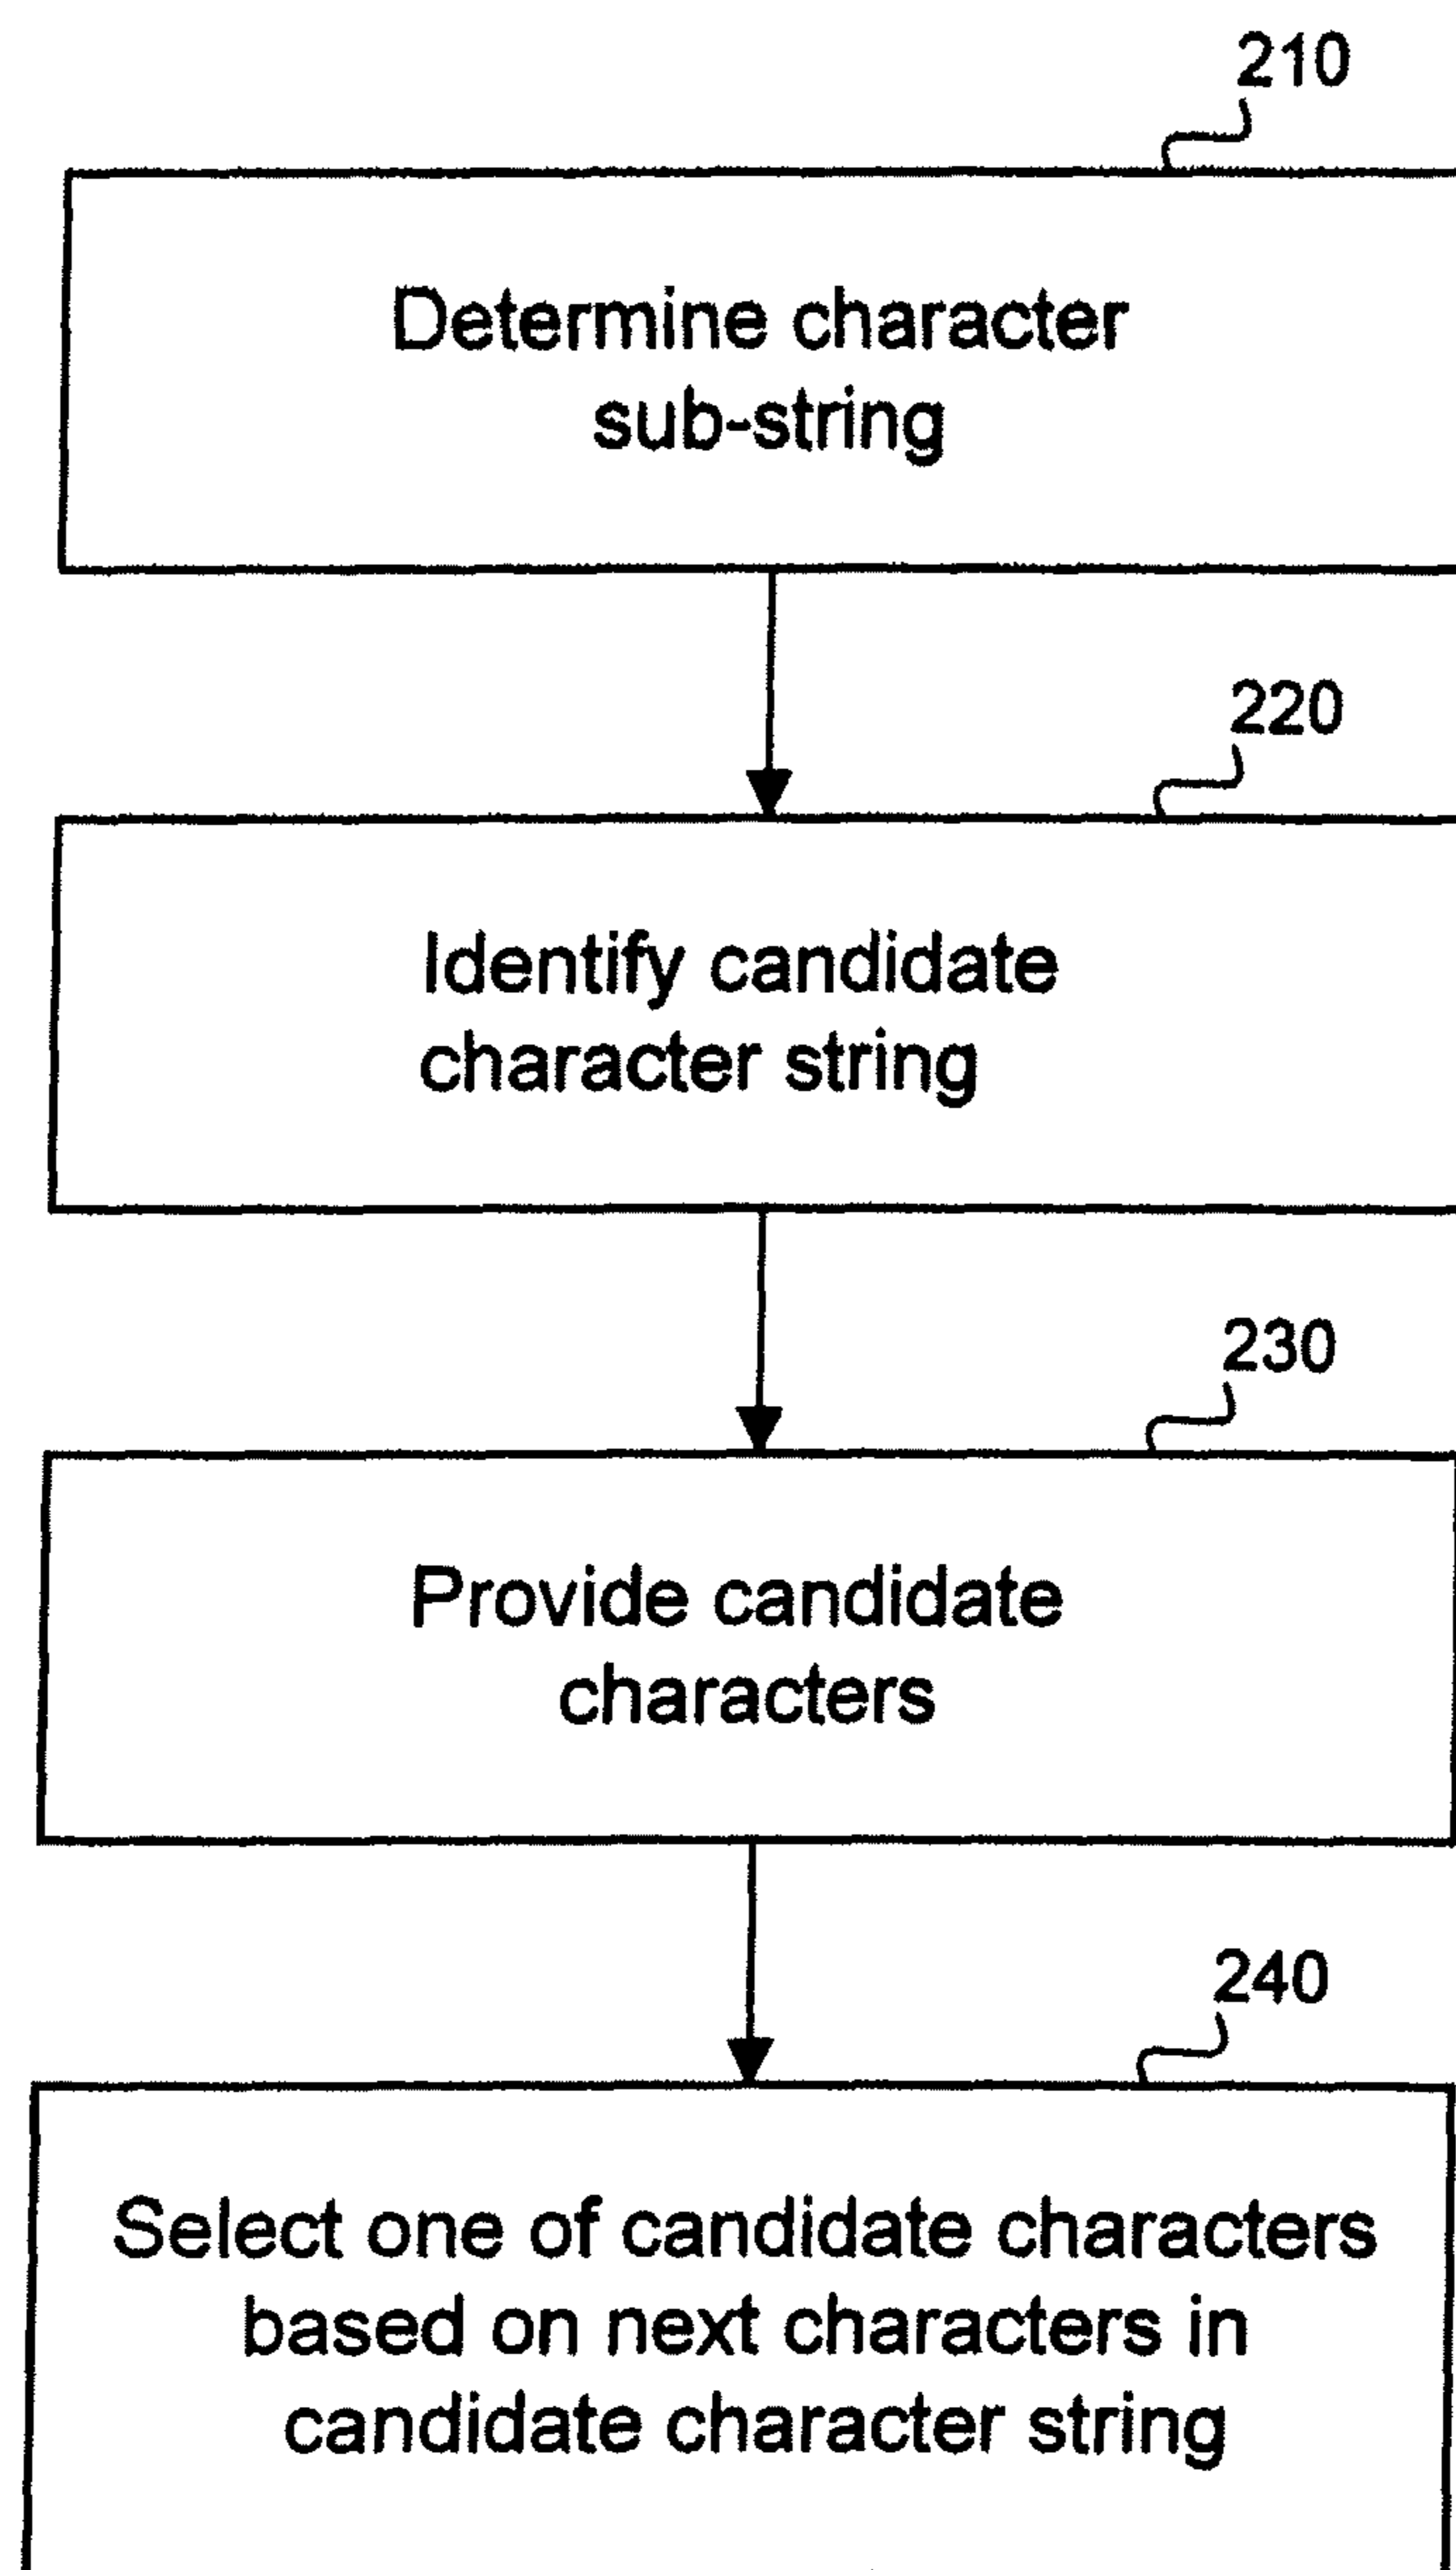 210
Determine character
sub-string
220
Identify candidate
character string
230
Provide candidate
characters
240
Select one of candidate characters
based on next characters in
candidate character string